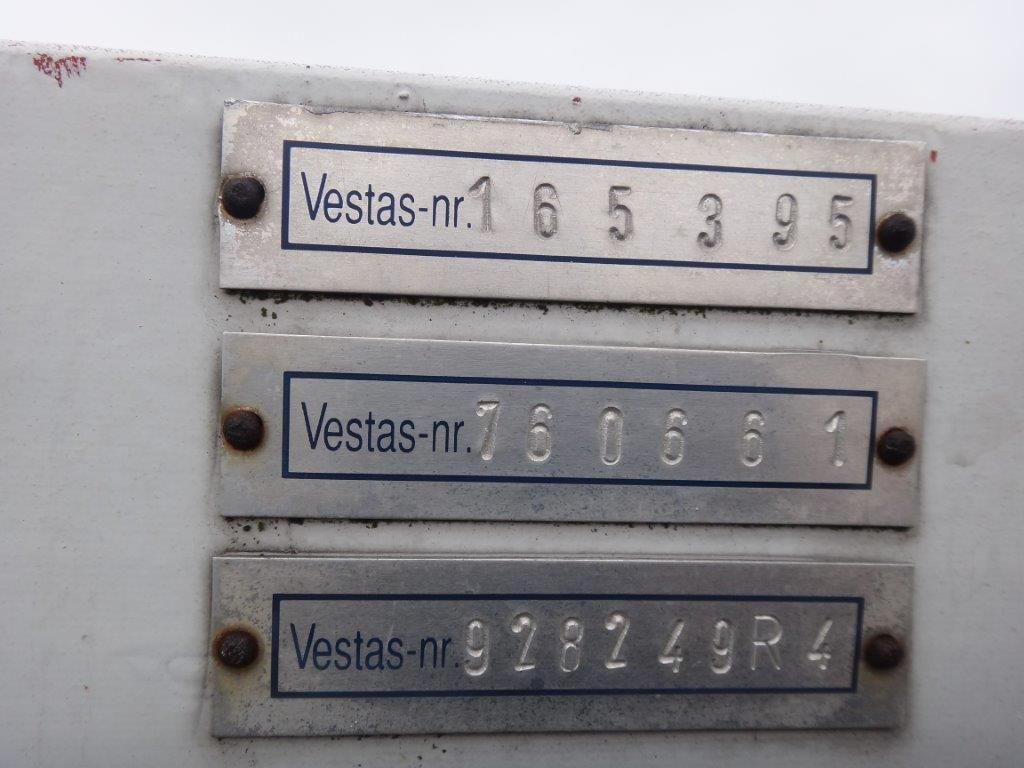 Vestas-nr. 165395
Vestas-nr. 760661
Vestas-nr. 928249R4